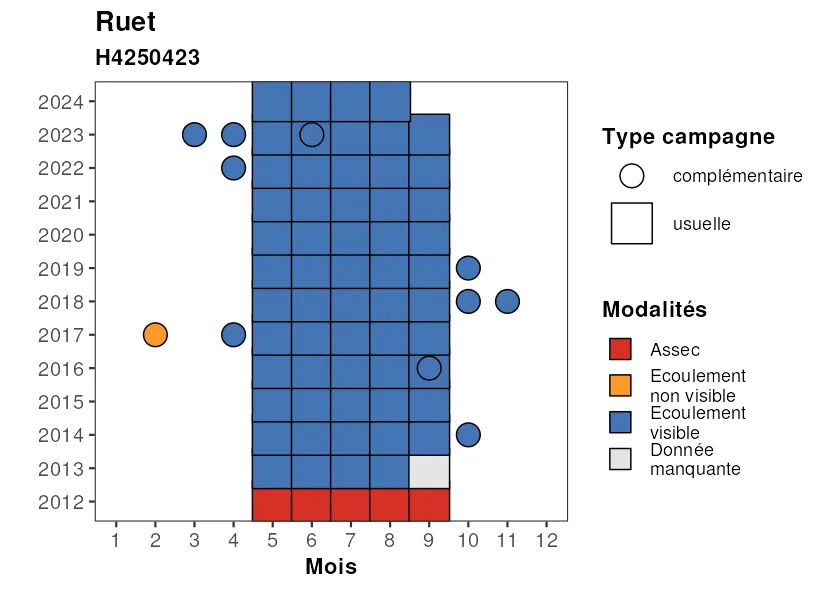 Ruet
H4250423
2024
2023
2022
2021
2020
2019
2018
2017
2016
2015
2014
2013
2012
1 2 3 4 5 6 7 8 9 10 11 12
Mois
Type campagne
complémentaire
usuelle
Modalités
Assec
Ecoulement
non visible
Ecoulement
visible
Donnée
manquante